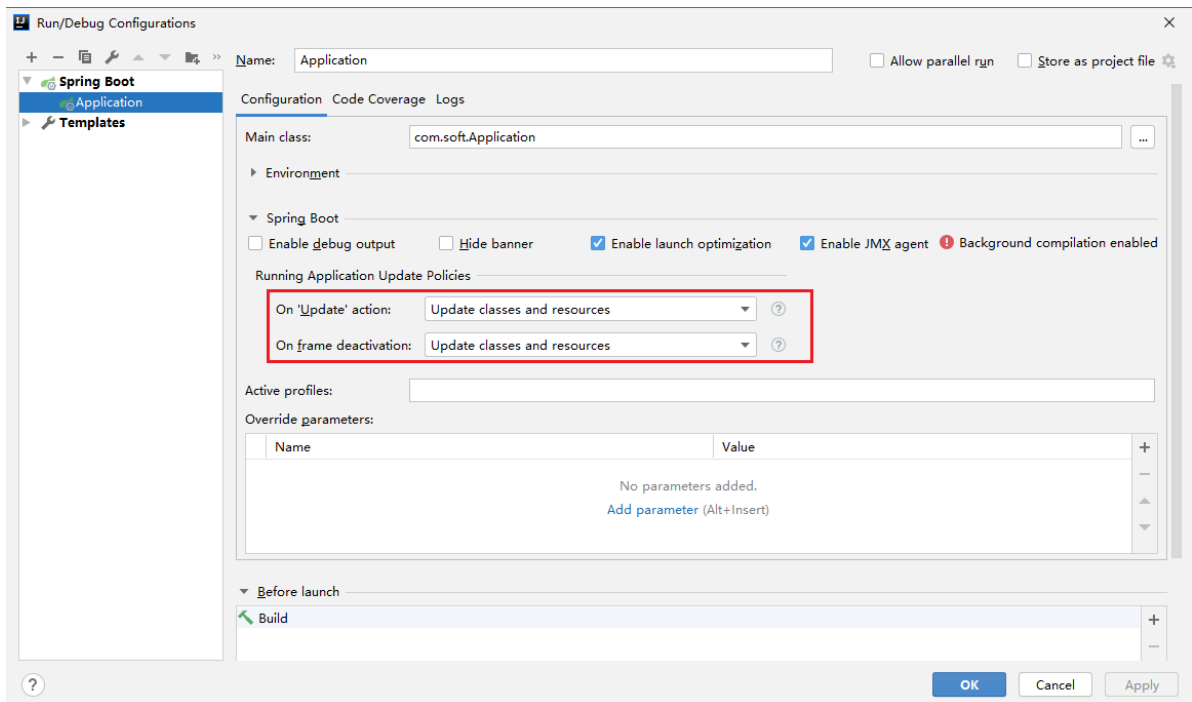 Run/Debug Configurations
Name: Application Allow parallel run Store as project file
Spring Boot
Application
Templates
Configuration Code Coverage Logs
Main class: com.soft.Application ...
Environment
Spring Boot
Enable debug output Hide banner Enable launch optimization Enable JMX agent Background compilation enabled
Running Application Update Policies
On 'Update' action: Update classes and resources ?
On frame deactivation: Update classes and resources ?
Active profiles:
Override parameters:
Name Value
No parameters added.
Add parameter (Alt+Insert)
Before launch
Build
? OK Cancel Apply